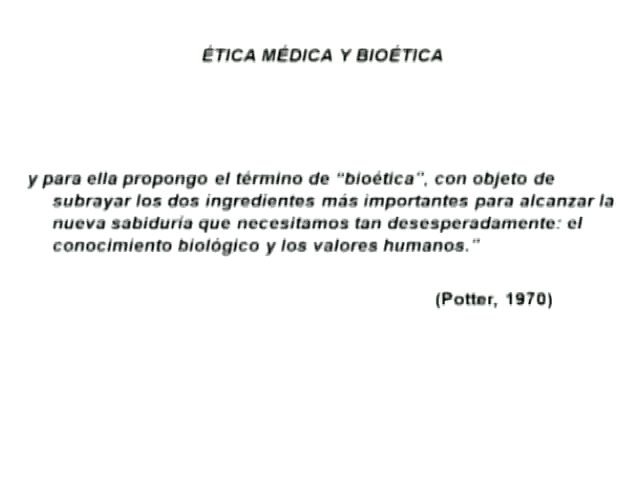 ÉTICA MÉDICA Y BIOÉTICA
y para ella propongo el término de "bioética", con objeto de
subrayar los dos ingredientes más importantes para alcanzar la
nueva sabiduría que necesitamos tan desesperadamente: el
conocimiento biológico y los valores humanos."
(Potter, 1970)